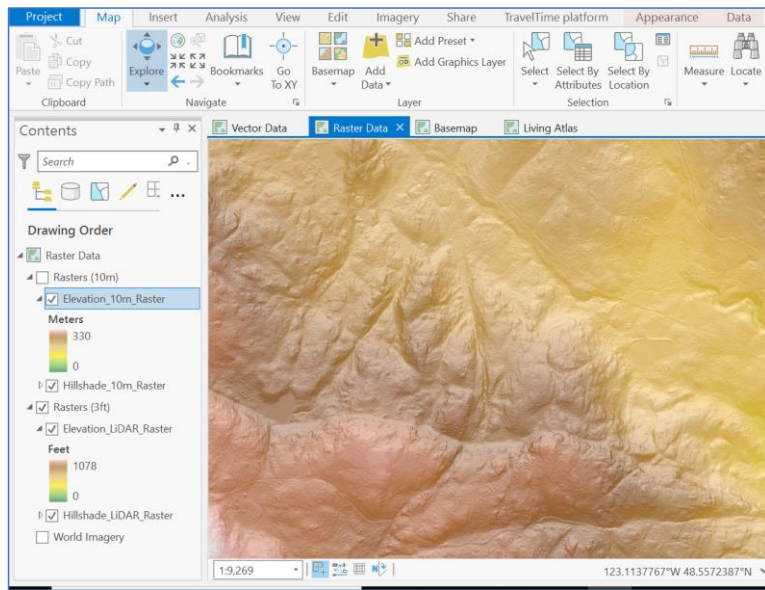 Project Map Insert Analysis View Edit Imagery Share TravelTime platform Appearance Data
Paste
Cut
Copy
Copy Path
Clipboard
Explore
Bookmarks
Go
To XY
Navigate
Basemap
Add
Data
Add Preset
Add Graphics Layer
Layer
Select
Select By
Attributes
Select By
Location
Selection
Measure
Locate
Contents
Search
Drawing Order
Raster Data
Rasters (10m)
Elevation_10m_Raster
Meters
330
0
Hillshade_10m_Raster
Rasters (3ft)
Elevation_LiDAR_Raster
Feet
1078
0
Hillshade_LiDAR_Raster
World Imagery
Vector Data Raster Data Basemap Living Atlas
1:9,269
123.1137767°W 48.5572387°N